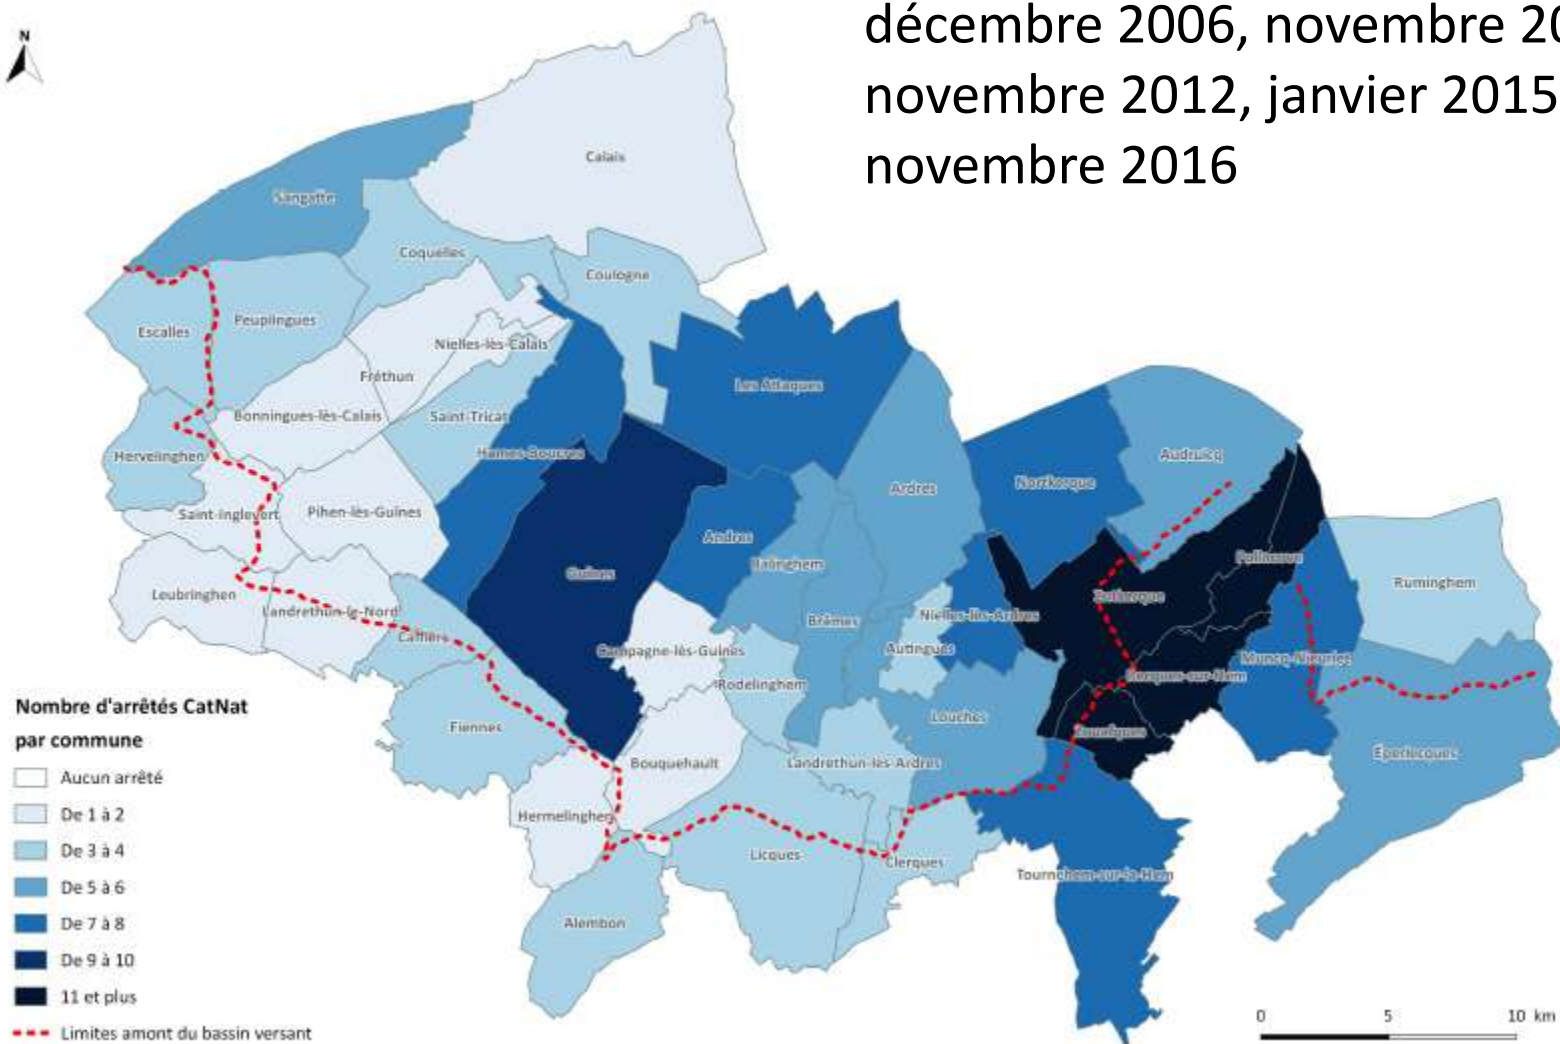 décembre 2006, novembre 20
novembre 2012, janvier 2015
novembre 2016
N
Calais
Sangatte
Coquelles
Coulogne
Peuplingues
Escalles
Nielles-lès-Calais
Fréthun
Les Attaques
Bonningues-lès-Calais
Saint-Tricat
Hames-Boucres
Hervelinghen
Audruicq
Nortkerque
Ardres
Saint-Inglevert
Pihen-lès-Guînes
Andres
Polincove
Balinghem
Guînes
Ruminghem
Leubringhen
Landrethun-le-Nord
Zutkerque
Nielles-lès-Ardres
Brêmes
Caffiers
Autingues
Campagne-lès-Guînes
Muncq-Nieurlet
Recques-sur-Hem
Rodelinghem
Louches
Fiennes
Zouafques
Éperlecques
Bouquehault
Landrethun-lès-Ardres
Hermelinghen
Licques
Clerques
Tournehem-sur-la-Hem
Alembon
Nombre d'arrêtés CatNat
par commune
Aucun arrêté
De 1 à 2
De 3 à 4
De 5 à 6
De 7 à 8
De 9 à 10
11 et plus
Limites amont du bassin versant
0 5 10 km